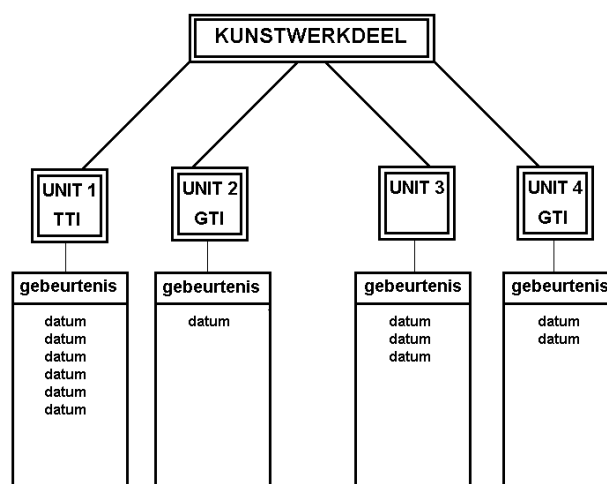 KUNSTWERKDEEL
UNIT 1
TTI
UNIT 2
GTI
UNIT 3
UNIT 4
GTI
gebeurtenis
datum
datum
datum
datum
datum
datum
gebeurtenis
datum
gebeurtenis
datum
datum
datum
gebeurtenis
datum
datum